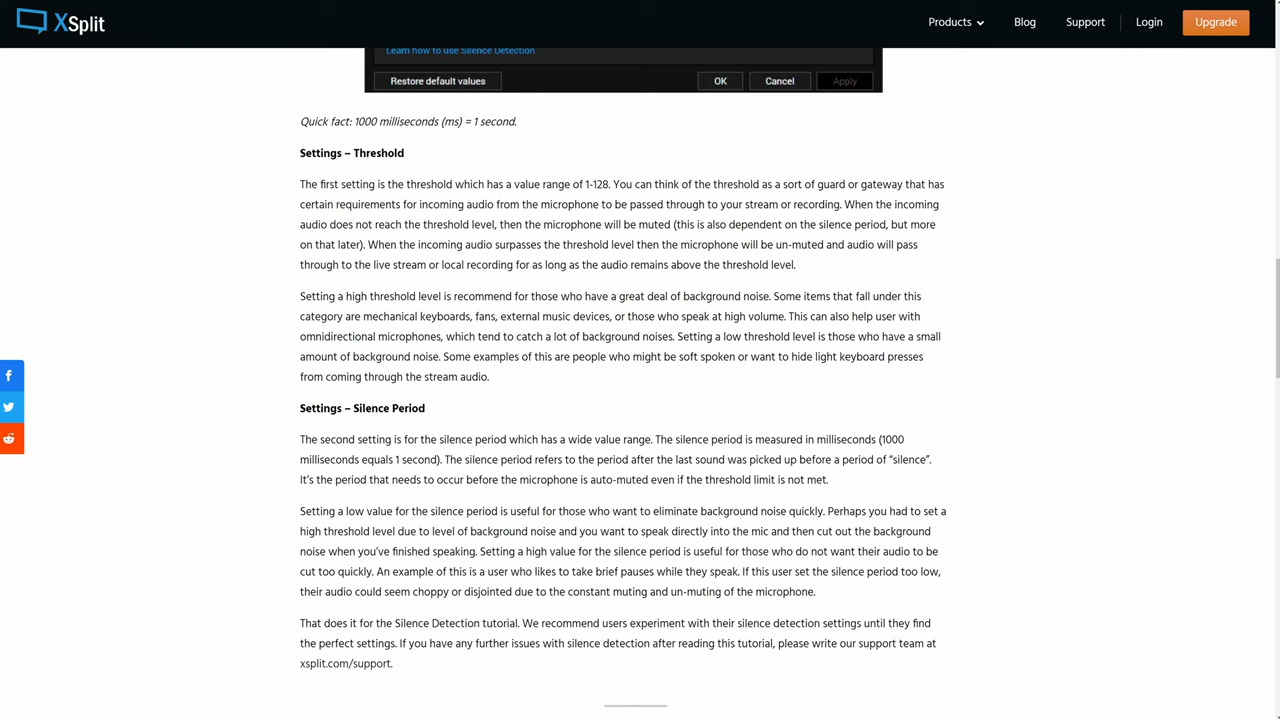 XSplit
Products
Blog
Support
Login
Upgrade
Learn how to use Silence Detection
Restore default values
OK
Cancel
Apply
Quick fact: 1000 milliseconds (ms) = 1 second.
Settings – Threshold
The first setting is the threshold which has a value range of 1-128. You can think of the threshold as a sort of guard or gateway that has
certain requirements for incoming audio from the microphone to be passed through to your stream or recording. When the incoming
audio does not reach the threshold level, then the microphone will be muted (this is also dependent on the silence period, but more
on that later). When the incoming audio surpasses the threshold level then the microphone will be un-muted and audio will pass
through to the live stream or local recording for as long as the audio remains above the threshold level.
Setting a high threshold level is recommend for those who have a great deal of background noise. Some items that fall under this
category are mechanical keyboards, fans, external music devices, or those who speak at high volume. This can also help user with
omnidirectional microphones, which tend to catch a lot of background noises. Setting a low threshold level is those who have a small
amount of background noise. Some examples of this are people who might be soft spoken or want to hide light keyboard presses
from coming through the stream audio.
Settings – Silence Period
The second setting is for the silence period which has a wide value range. The silence period is measured in milliseconds (1000
milliseconds equals 1 second). The silence period refers to the period after the last sound was picked up before a period of “silence”.
It’s the period that needs to occur before the microphone is auto-muted even if the threshold limit is not met.
Setting a low value for the silence period is useful for those who want to eliminate background noise quickly. Perhaps you had to set a
high threshold level due to level of background noise and you want to speak directly into the mic and then cut out the background
noise when you’ve finished speaking. Setting a high value for the silence period is useful for those who do not want their audio to be
cut too quickly. An example of this is a user who likes to take brief pauses while they speak. If this user set the silence period too low,
their audio could seem choppy or disjointed due to the constant muting and un-muting of the microphone.
That does it for the Silence Detection tutorial. We recommend users experiment with their silence detection settings until they find
the perfect settings. If you have any further issues with silence detection after reading this tutorial, please write our support team at
xsplit.com/support.